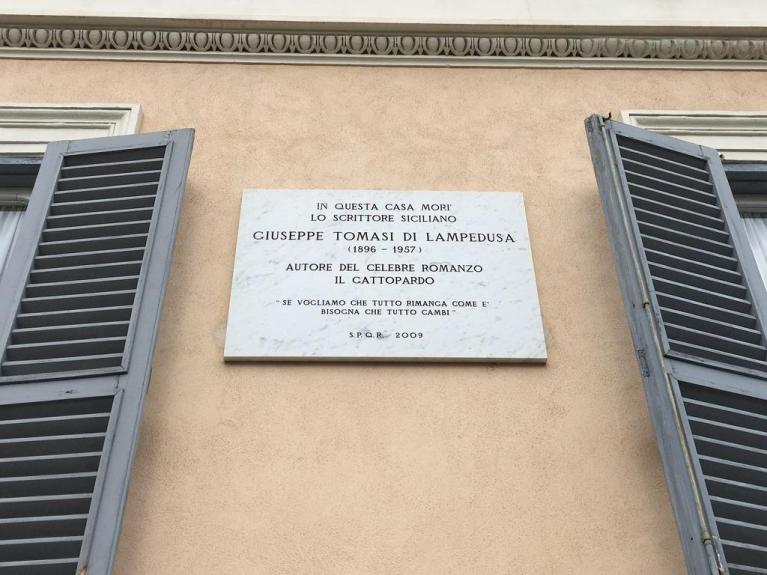 IN QUESTA CASA MORI'
LO SCRITTORE SICILIANO
GIUSEPPE TOMASI DI LAMPEDUSA
(1896 - 1957)
AUTORE DEL CELEBRE ROMANZO
IL GATTOPARDO
"SE VOGLIAMO CHE TUTTO RIMANGA COME E'
BISOGNA CHE TUTTO CAMBI"
S.P.Q.R. 2009